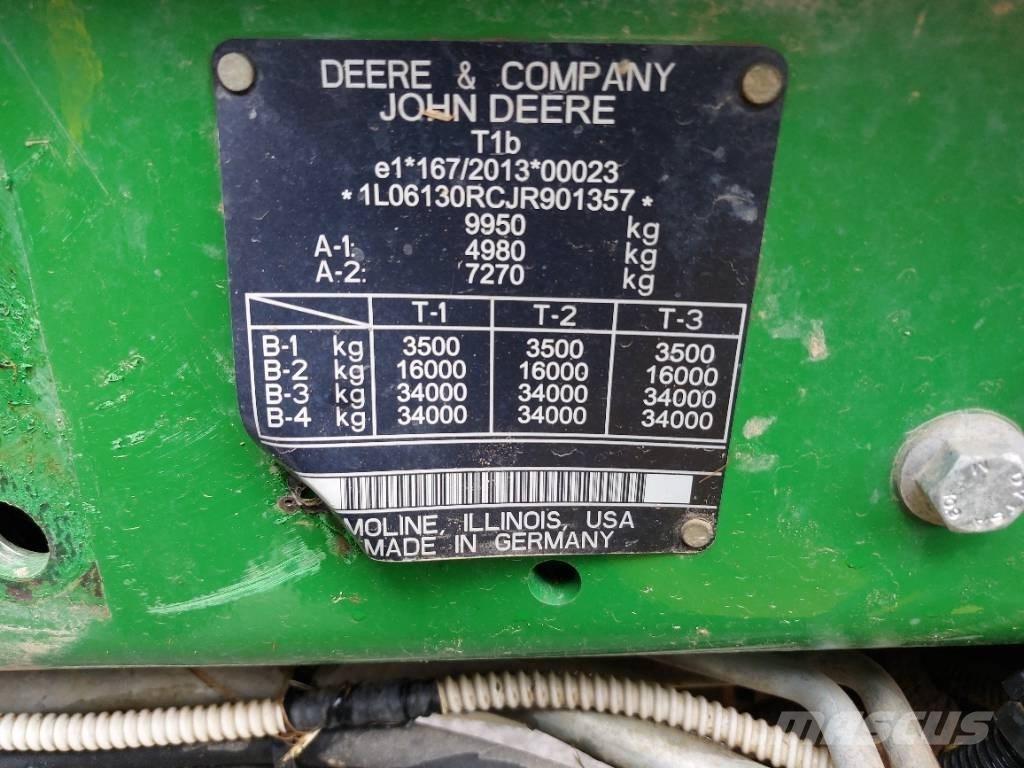 DEERE & COMPANY
JOHN DEERE
T1b
e1*167/2013*00023
*1L06130RCJR901357*
9950 kg
A-1: 4980 kg
A-2: 7270 kg
T-1 T-2 T-3
B-1 kg 3500 3500 3500
B-2 kg 16000 16000 16000
B-3 kg 34000 34000 34000
B-4 kg 34000 34000 34000
MOLINE, ILLINOIS, USA
MADE IN GERMANY
MASCUS